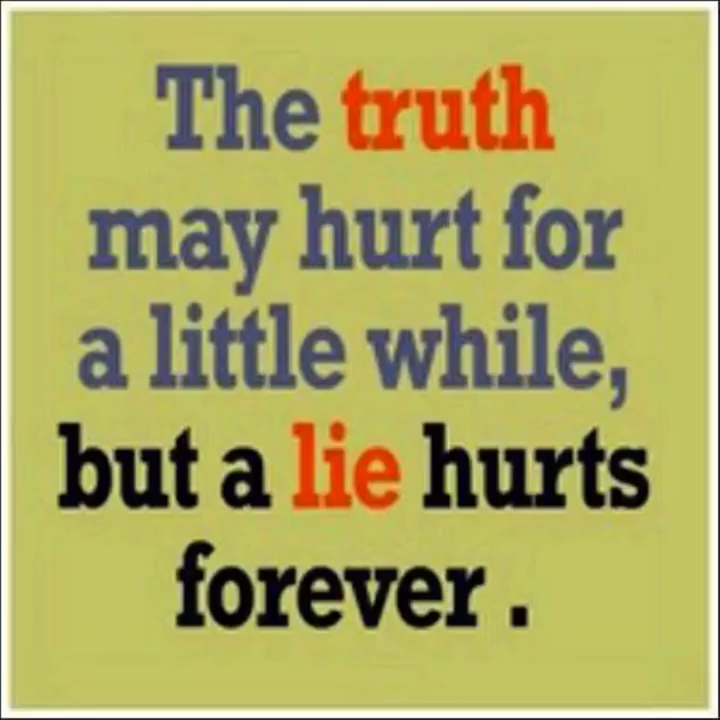 The truth
may hurt for
a little while,
but a lie hurts
forever .